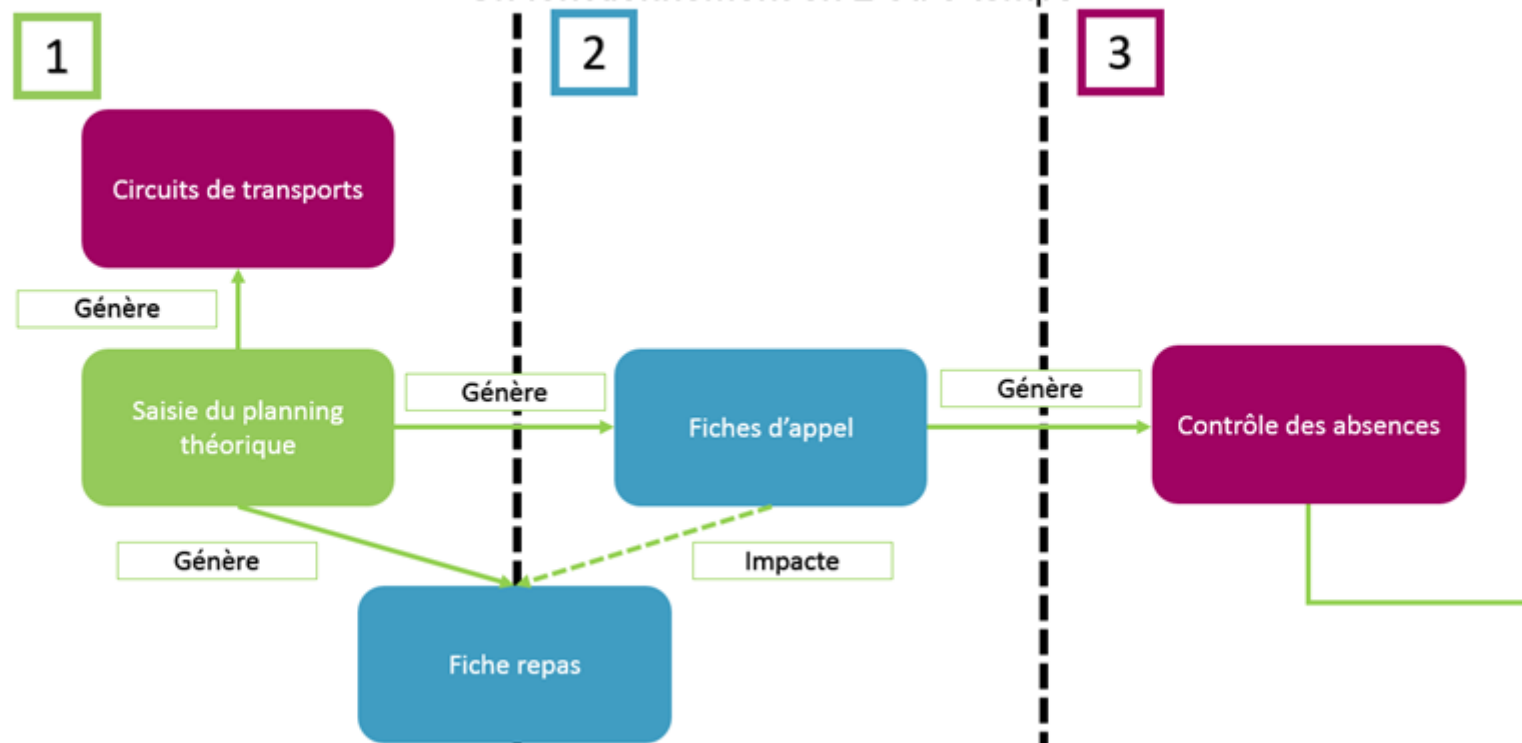 1
2
3
Circuits de transports
Génère
Saisie du planning
théorique
Génère
Fiches d'appel
Génère
Contrôle des absences
Génère
Impacte
Fiche repas